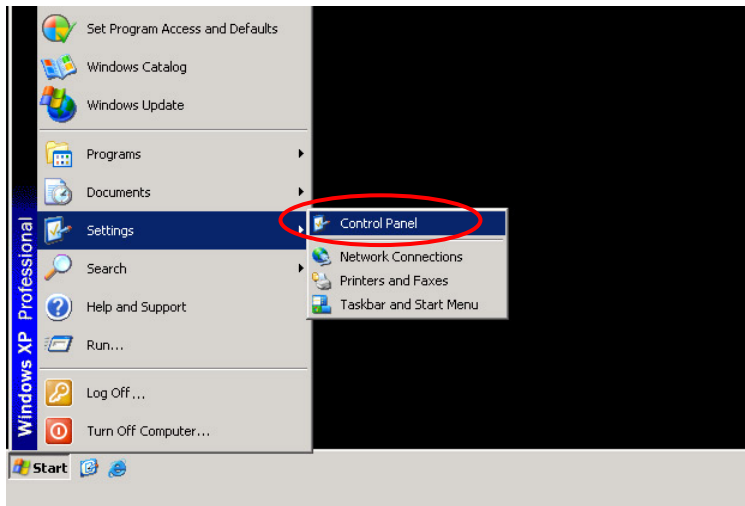 Set Program Access and Defaults
Windows Catalog
Windows Update
Programs
Documents
Settings
Search
Help and Support
Run...
Log Off...
Turn Off Computer...
Control Panel
Network Connections
Printers and Faxes
Taskbar and Start Menu
Windows XP Professional
Start